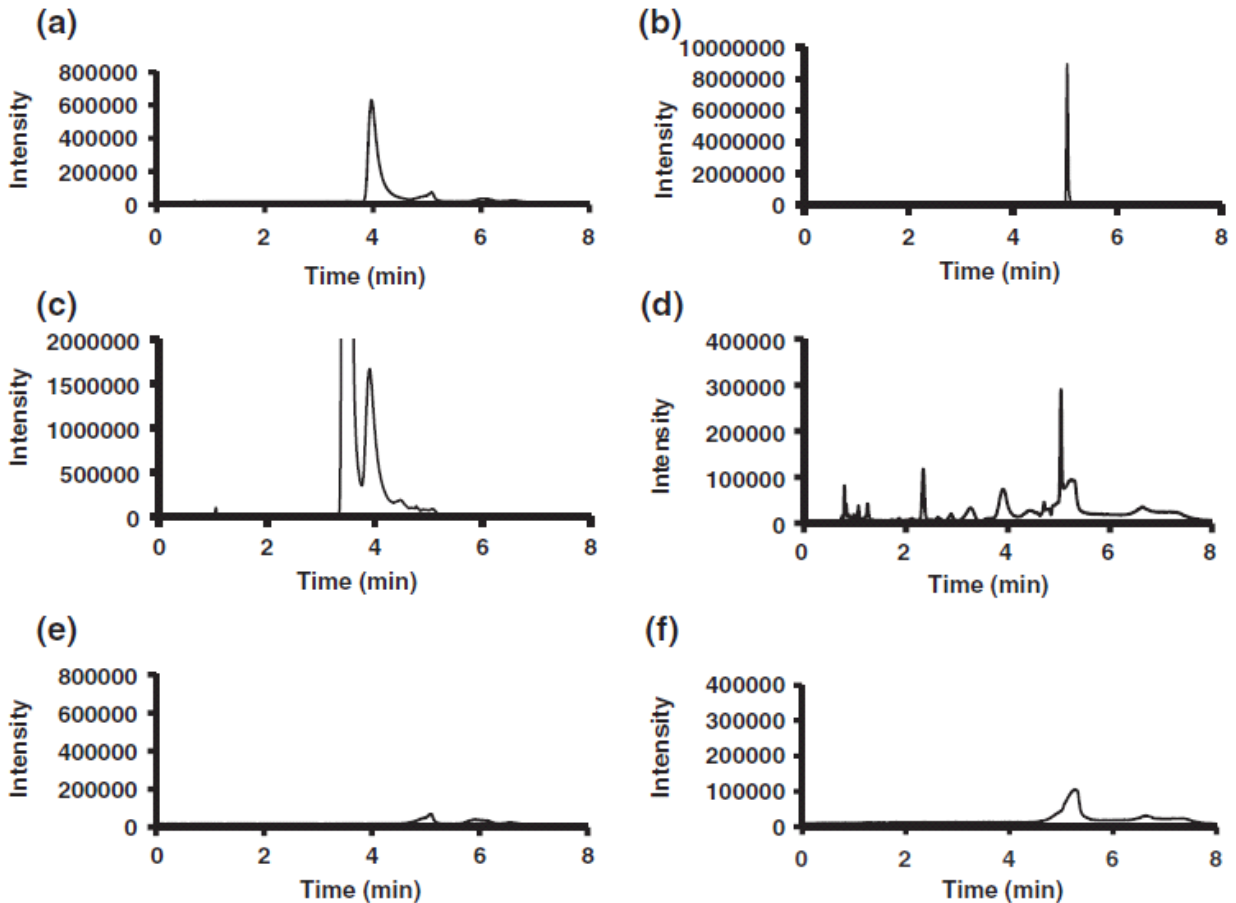 (a)
800000
600000
400000
200000
0
Intensity
0 2 4 6 8
Time (min)
(b)
10000000
8000000
6000000
4000000
2000000
0
Intensity
0 2 4 6 8
Time (min)
(c)
2000000
1500000
1000000
500000
0
Intensity
0 2 4 6 8
Time (min)
(d)
400000
300000
200000
100000
0
Intensity
0 2 4 6 8
Time (min)
(e)
800000
600000
400000
200000
0
Intensity
0 2 4 6 8
Time (min)
(f)
400000
300000
200000
100000
0
Intensity
0 2 4 6 8
Time (min)